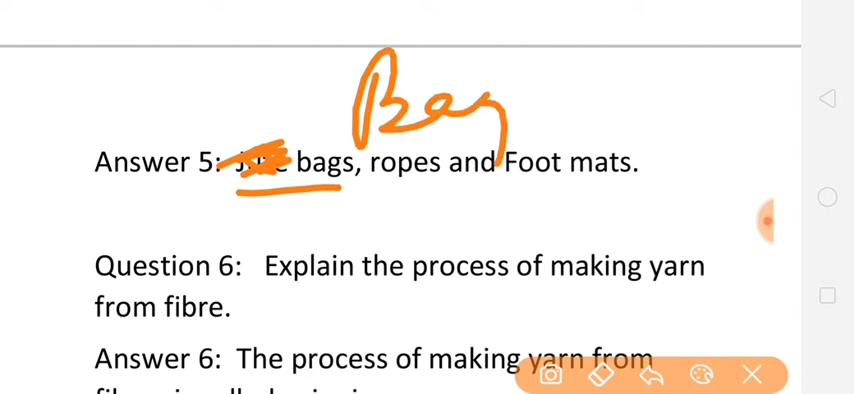 Bag
Answer 5: bags, ropes and Foot mats.
Question 6: Explain the process of making yarn
from fibre.
Answer 6: The process of making yarn from